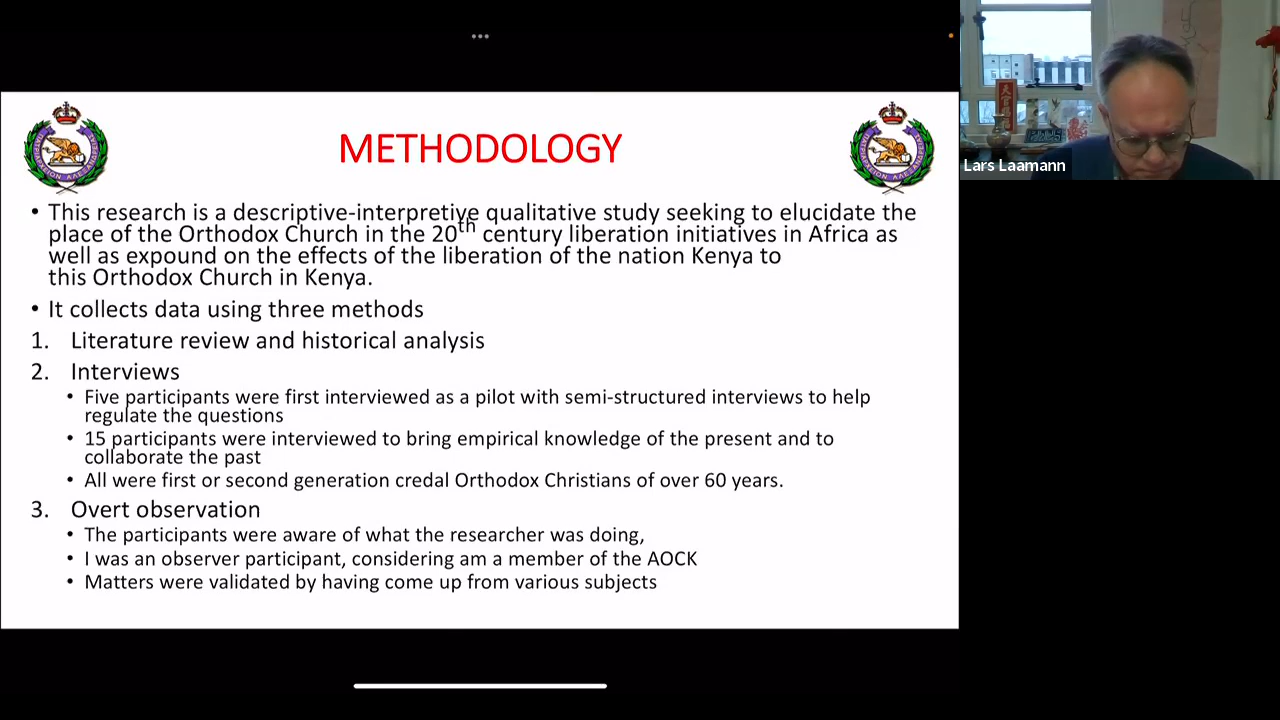 METHODOLOGY
• This research is a descriptive-interpretive qualitative study seeking to elucidate the
place of the Orthodox Church in the 20th century liberation initiatives in Africa as
well as expound on the effects of the liberation of the nation Kenya to
this Orthodox Church in Kenya.
• It collects data using three methods
1. Literature review and historical analysis
2. Interviews
• Five participants were first interviewed as a pilot with semi-structured interviews to help
regulate the questions
• 15 participants were interviewed to bring empirical knowledge of the present and to
collaborate the past
• All were first or second generation credal Orthodox Christians of over 60 years.
3. Overt observation
• The participants were aware of what the researcher was doing,
• I was an observer participant, considering am a member of the AOCK
• Matters were validated by having come up from various subjects
Lars Laamann